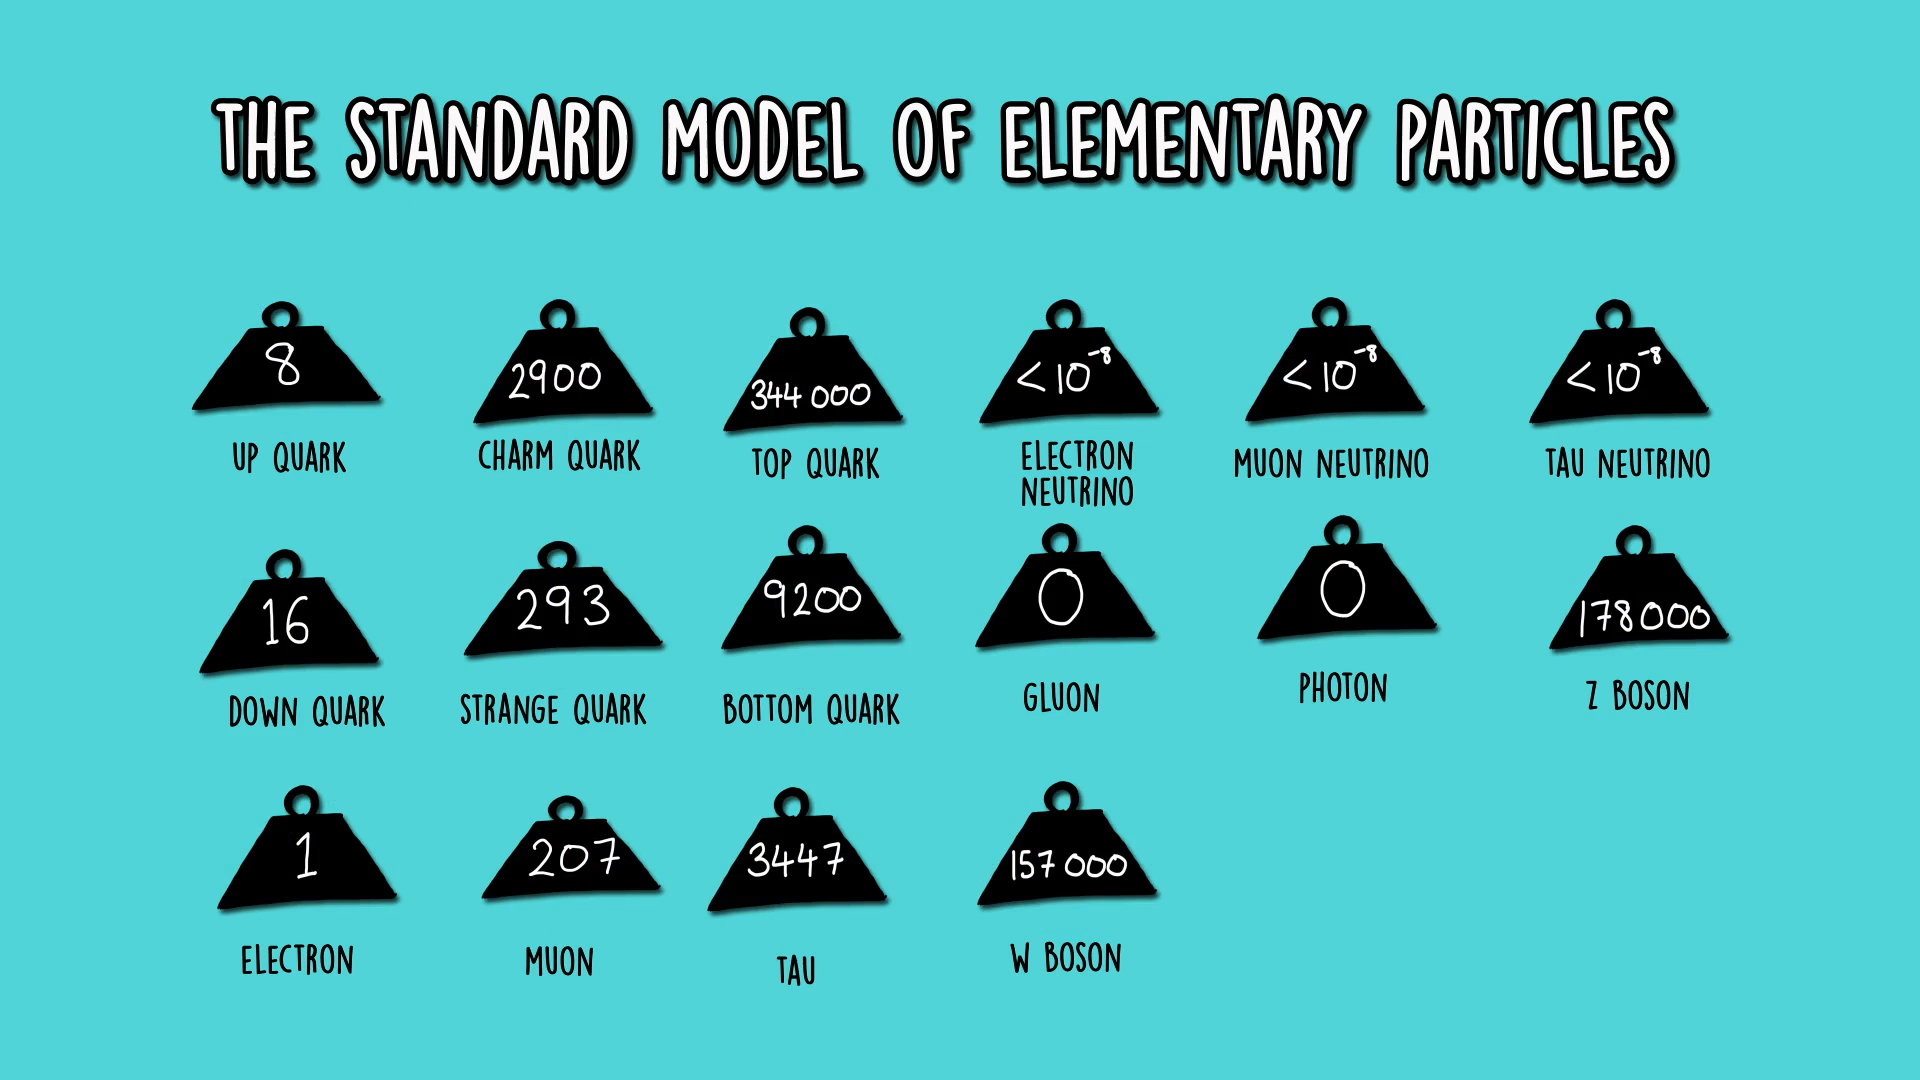 THE STANDARD MODEL OF ELEMENTARY PARTICLES
8
UP QUARK
2900
CHARM QUARK
344 000
TOP QUARK
<10⁻⁸
ELECTRON
NEUTRINO
<10⁻⁸
MUON NEUTRINO
<10⁻⁸
TAU NEUTRINO
16
DOWN QUARK
293
STRANGE QUARK
9200
BOTTOM QUARK
0
GLUON
0
PHOTON
178000
Z BOSON
1
ELECTRON
207
MUON
3447
TAU
157 000
W BOSON